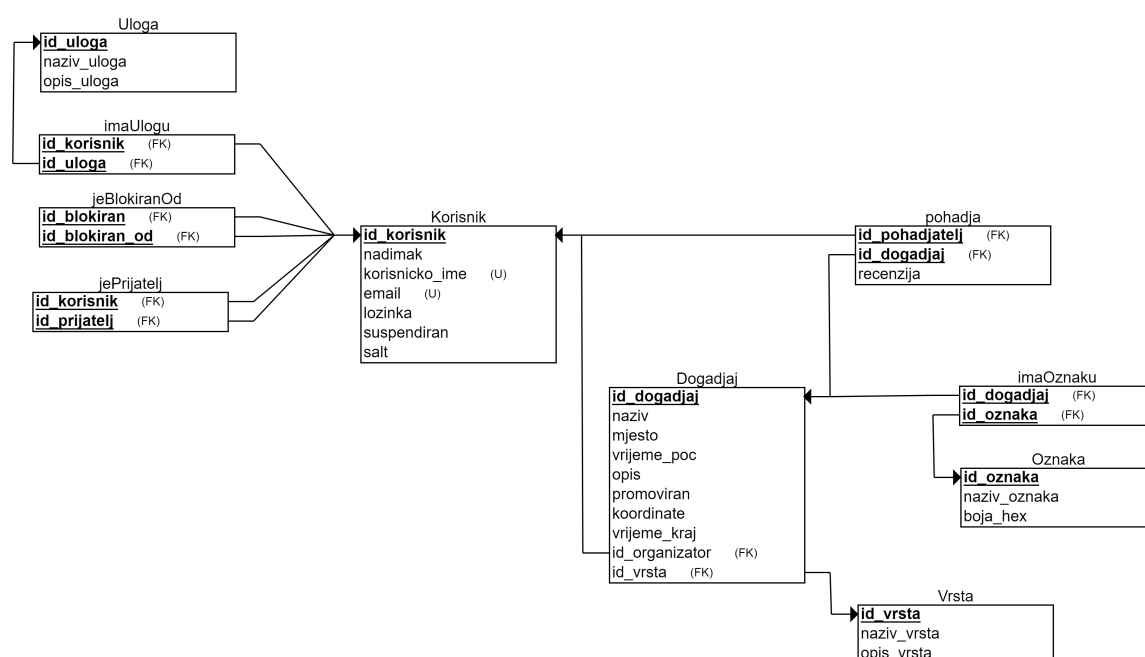 Uloga
id_uloga
naziv_uloga
opis_uloga
imaUlogu
id_korisnik (FK)
id_uloga (FK)
jeBlokiranOd
id_blokiran (FK)
id_blokiran_od (FK)
jePrijatelj
id_korisnik (FK)
id_prijatelj (FK)
Korisnik
id_korisnik
nadimak
korisnicko_ime (U)
email (U)
lozinka
suspendiran
salt
pohadja
id_pohadjatelj (FK)
id_dogadjaj (FK)
recenzija
Dogadjaj
id_dogadjaj
naziv
mjesto
vrijeme_poc
opis
promoviran
koordinate
vrijeme_kraj
id_organizator (FK)
id_vrsta (FK)
imaOznaku
id_dogadjaj (FK)
id_oznaka (FK)
Oznaka
id_oznaka
naziv_oznaka
boja_hex
Vrsta
id_vrsta
naziv_vrsta
opis_vrsta